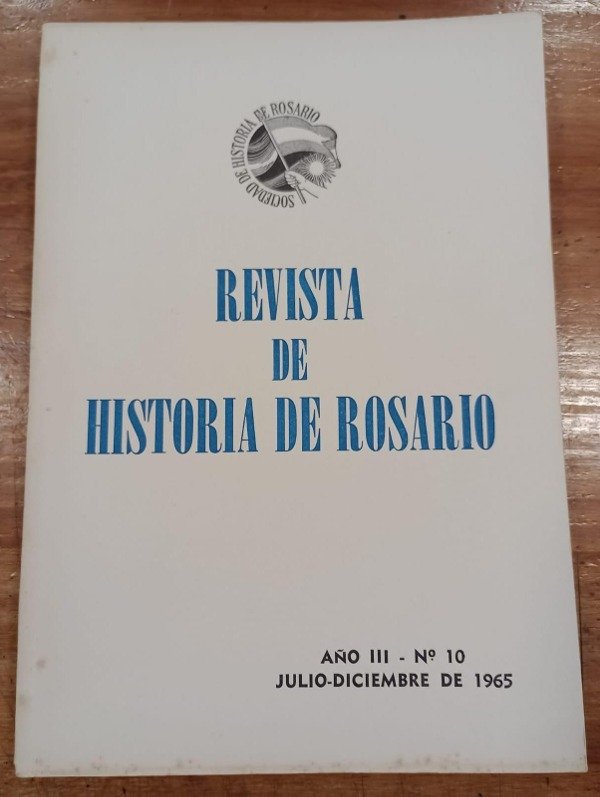 SOCIEDAD DE HISTORIA DE ROSARIO
REVISTA
DE
HISTORIA DE ROSARIO
AÑO III - Nº 10
JULIO-DICIEMBRE DE 1965